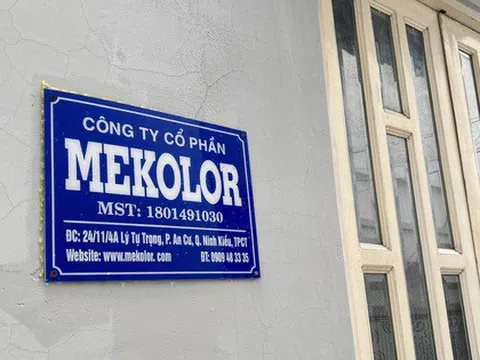 CÔNG TY CỔ PHẦN
MEKOLOR
MST: 1801491030
ĐC: 24/11/4A Lý Tự Trọng, P. An Cư, Q. Ninh Kiều, TPCT
Website: www.mekolor. com ĐT: 0909 48 33 35